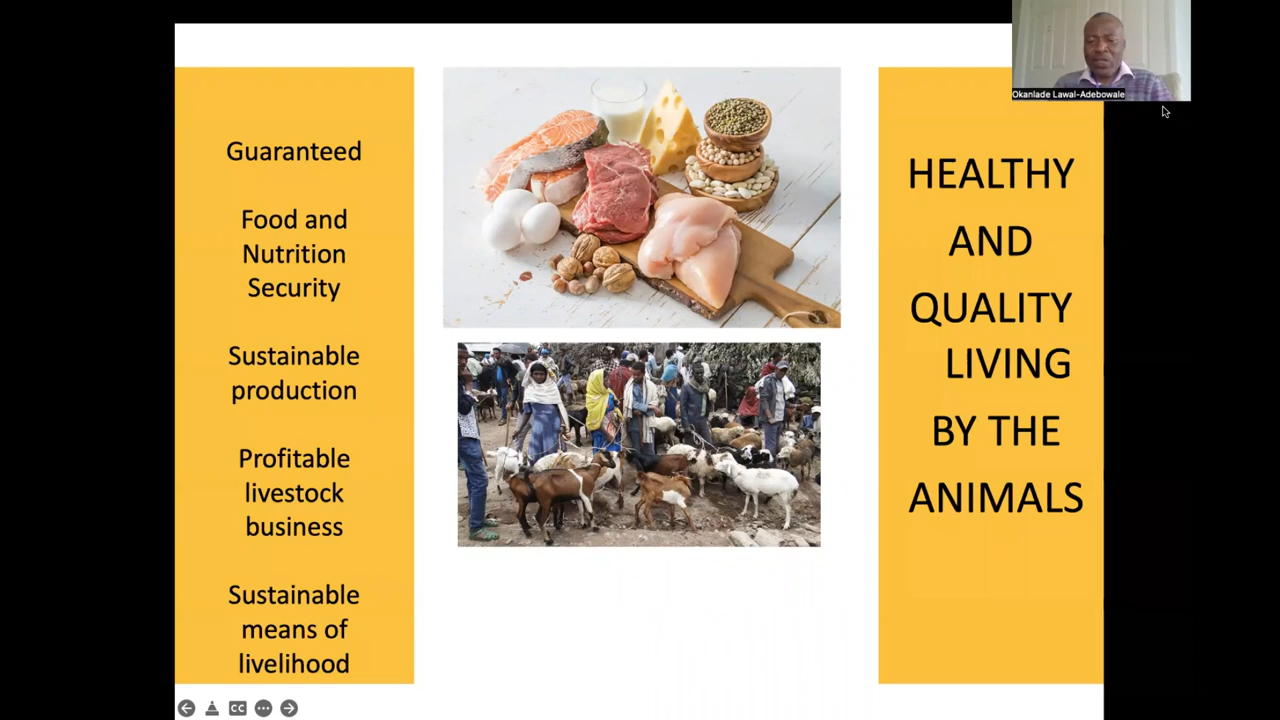 Guaranteed
Food and
Nutrition
Security
Sustainable
production
Profitable
livestock
business
Sustainable
means of
livelihood
HEALTHY
AND
QUALITY
LIVING
BY THE
ANIMALS
Okanlade Lawal-Adebowale
CC